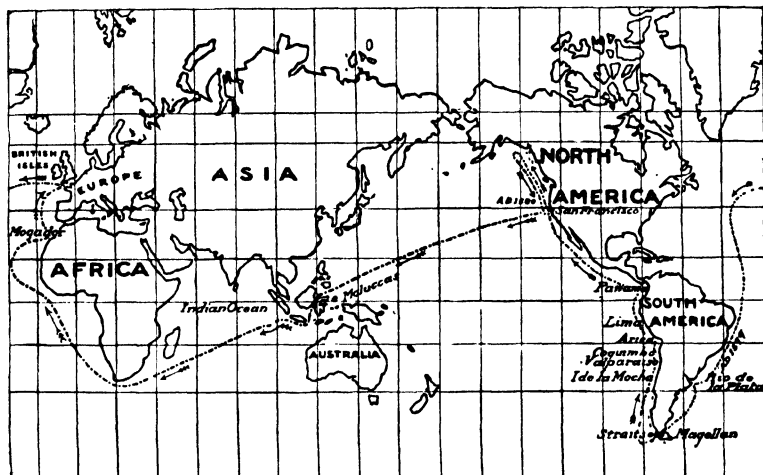 BRITISH
ISLES
EUROPE
ASIA
NORTH
AMERICA
San Francisco
Mogador
AFRICA
Moluccas
Indian Ocean
Panama
SOUTH
AMERICA
Lima
Arica
AUSTRALIA
Coquimbo
Valparaiso
I de la Mocha
Rio de
la Plata
Straits of Magellan